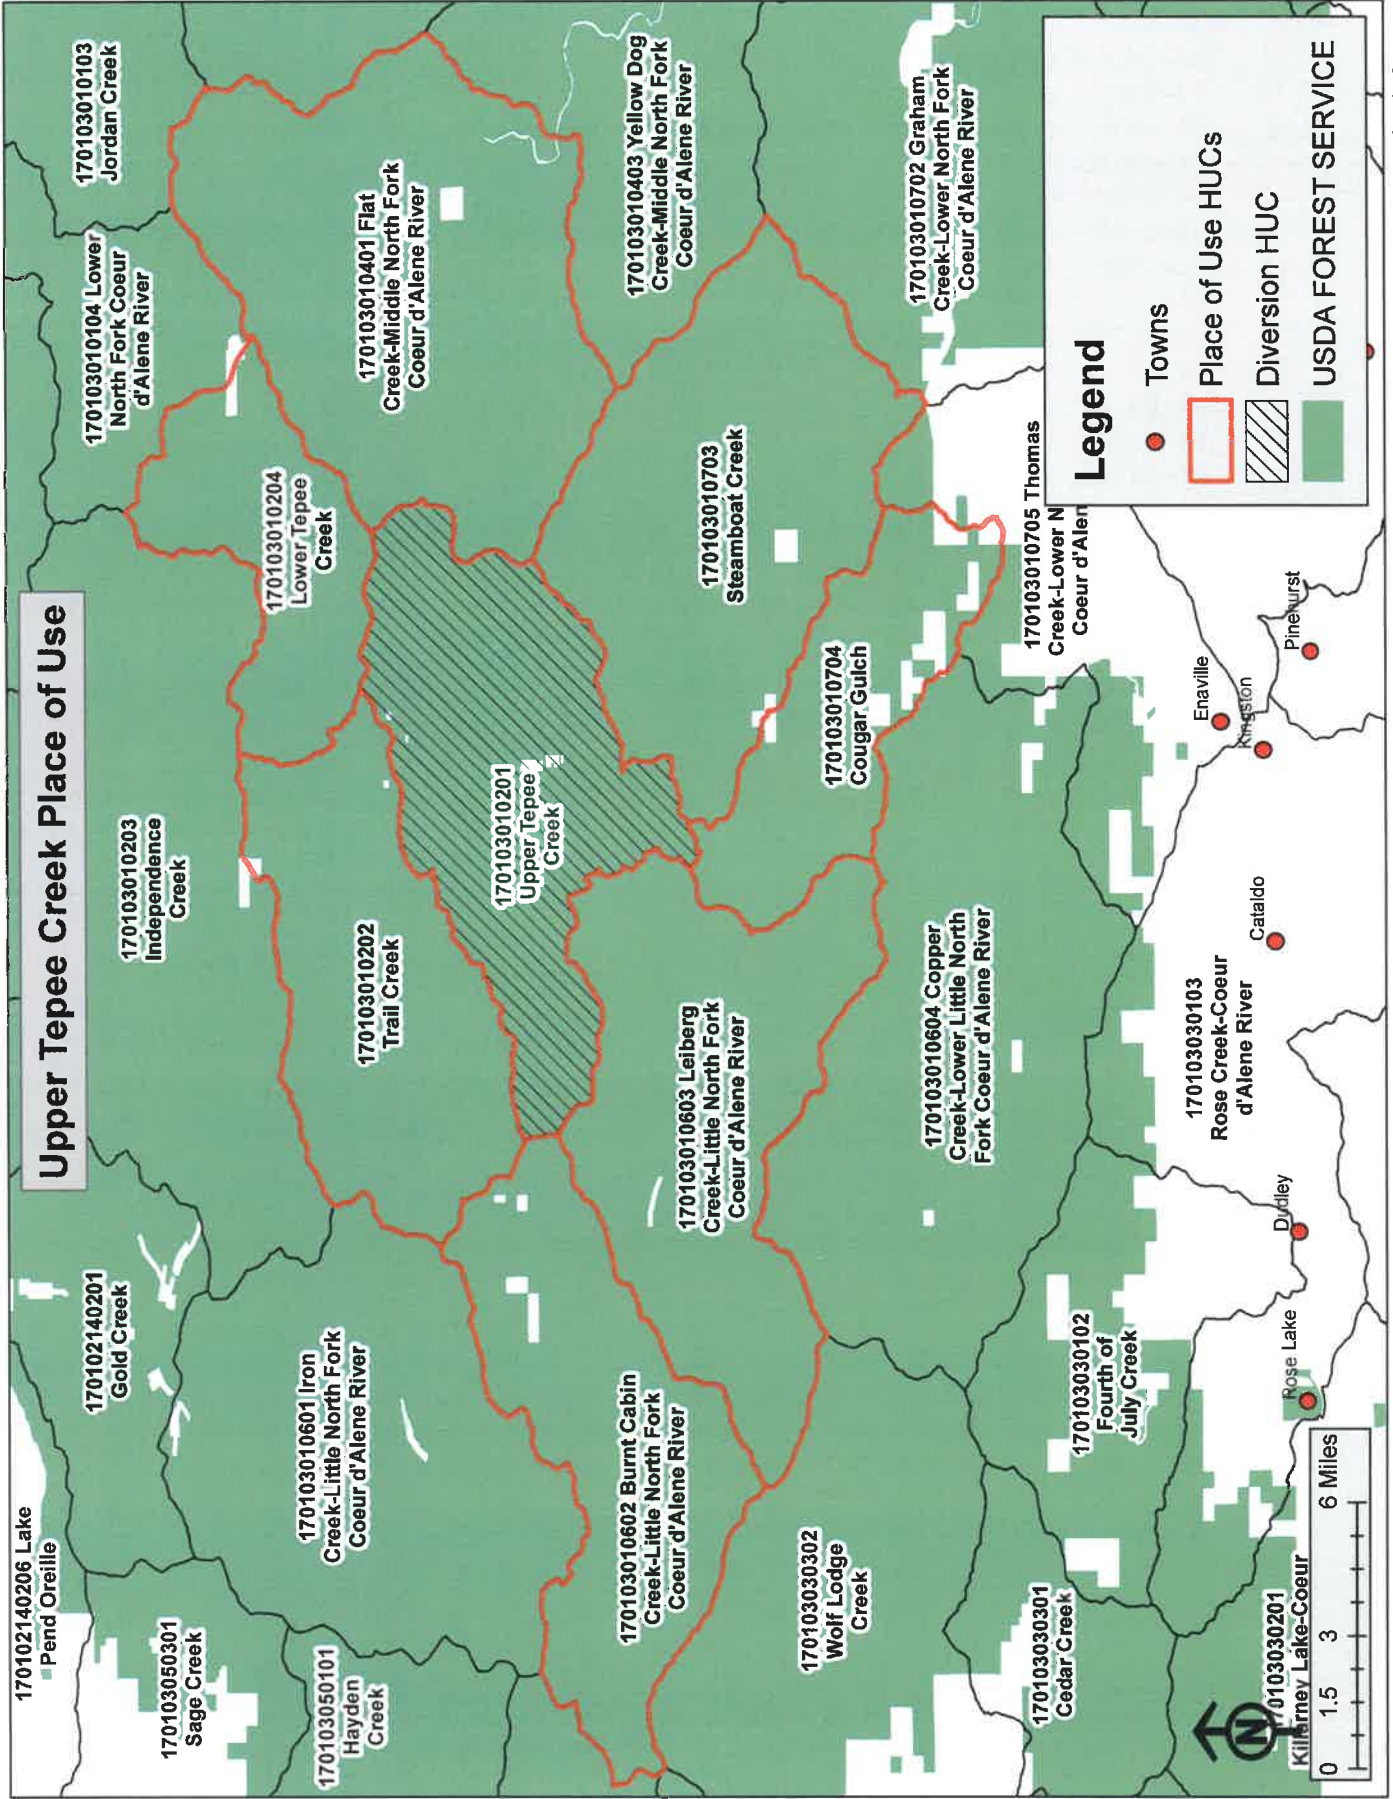 Upper Tepee Creek Place of Use
170102140206 Lake
Pend Oreille
170102140201
Gold Creek
170103010203
Independence
Creek
170103010104 Lower
North Fork Coeur
d'Alene River
170103010103
Jordan Creek
170103050301
Sage Creek
170103010601 Iron
Creek-Little North Fork
Coeur d'Alene River
170103010202
Trail Creek
170103010204
Lower Tepee
Creek
170103010401 Flat
Creek-Middle North Fork
Coeur d'Alene River
170103050101
Hayden
Creek
170103010201
Upper Tepee
Creek
170103010602 Burnt Cabin
Creek-Little North Fork
Coeur d'Alene River
170103010603 Leiberg
Creek-Little North Fork
Coeur d'Alene River
170103010703
Steamboat Creek
170103010403 Yellow Dog
Creek-Middle North Fork
Coeur d'Alene River
170103030302
Wolf Lodge
Creek
170103010704
Cougar Gulch
170103010604 Copper
Creek-Lower Little North
Fork Coeur d'Alene River
170103010702 Graham
Creek-Lower North Fork
Coeur d'Alene River
170103030301
Cedar Creek
170103030102
Fourth of
July Creek
170103010705 Thomas
Creek-Lower N
Coeur d'Alen
170103030103
Rose Creek-Coeur
d'Alene River
Enaville
Kingston
Pinehurst
Cataldo
Dudley
Rose Lake
170103030201
Killarney Lake-Coeur
N
0 1.5 3 6 Miles
Legend
Towns
Place of Use HUCs
Diversion HUC
USDA FOREST SERVICE